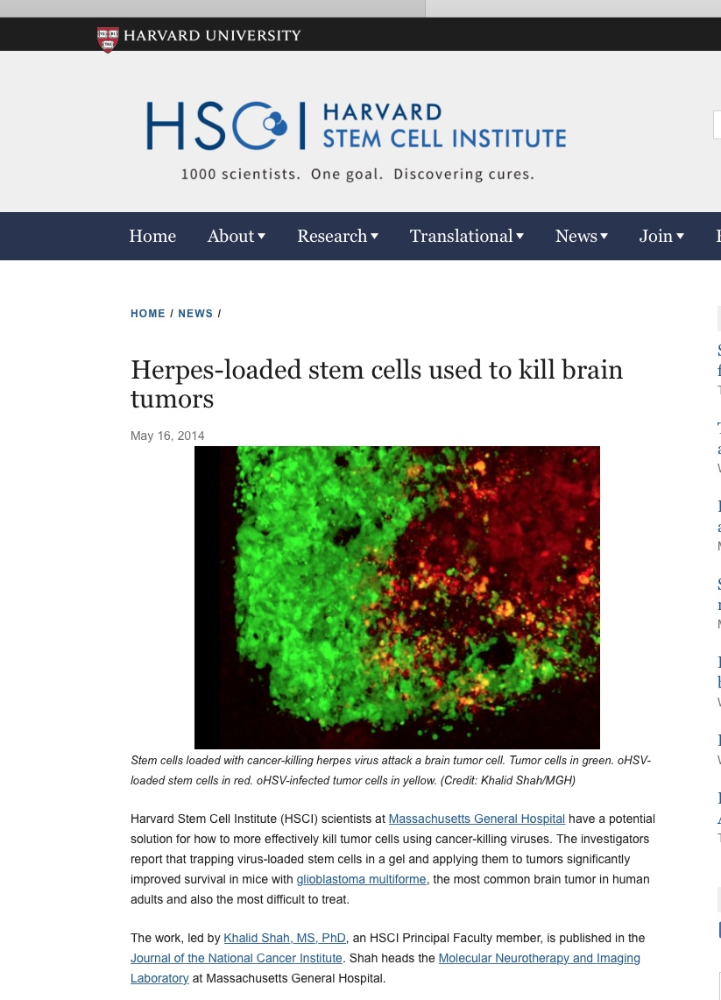 HARVARD UNIVERSITY
HSCI HARVARD
STEM CELL INSTITUTE
1000 scientists. One goal. Discovering cures.
Home About Research Translational News Join
HOME / NEWS /
Herpes-loaded stem cells used to kill brain
tumors
May 16, 2014
Stem cells loaded with cancer-killing herpes virus attack a brain tumor cell. Tumor cells in green. oHSV-
loaded stem cells in red. oHSV-infected tumor cells in yellow. (Credit: Khalid Shah/MGH)
Harvard Stem Cell Institute (HSCI) scientists at Massachusetts General Hospital have a potential
solution for how to more effectively kill tumor cells using cancer-killing viruses. The investigators
report that trapping virus-loaded stem cells in a gel and applying them to tumors significantly
improved survival in mice with glioblastoma multiforme, the most common brain tumor in human
adults and also the most difficult to treat.
The work, led by Khalid Shah, MS, PhD, an HSCI Principal Faculty member, is published in the
Journal of the National Cancer Institute. Shah heads the Molecular Neurotherapy and Imaging
Laboratory at Massachusetts General Hospital.